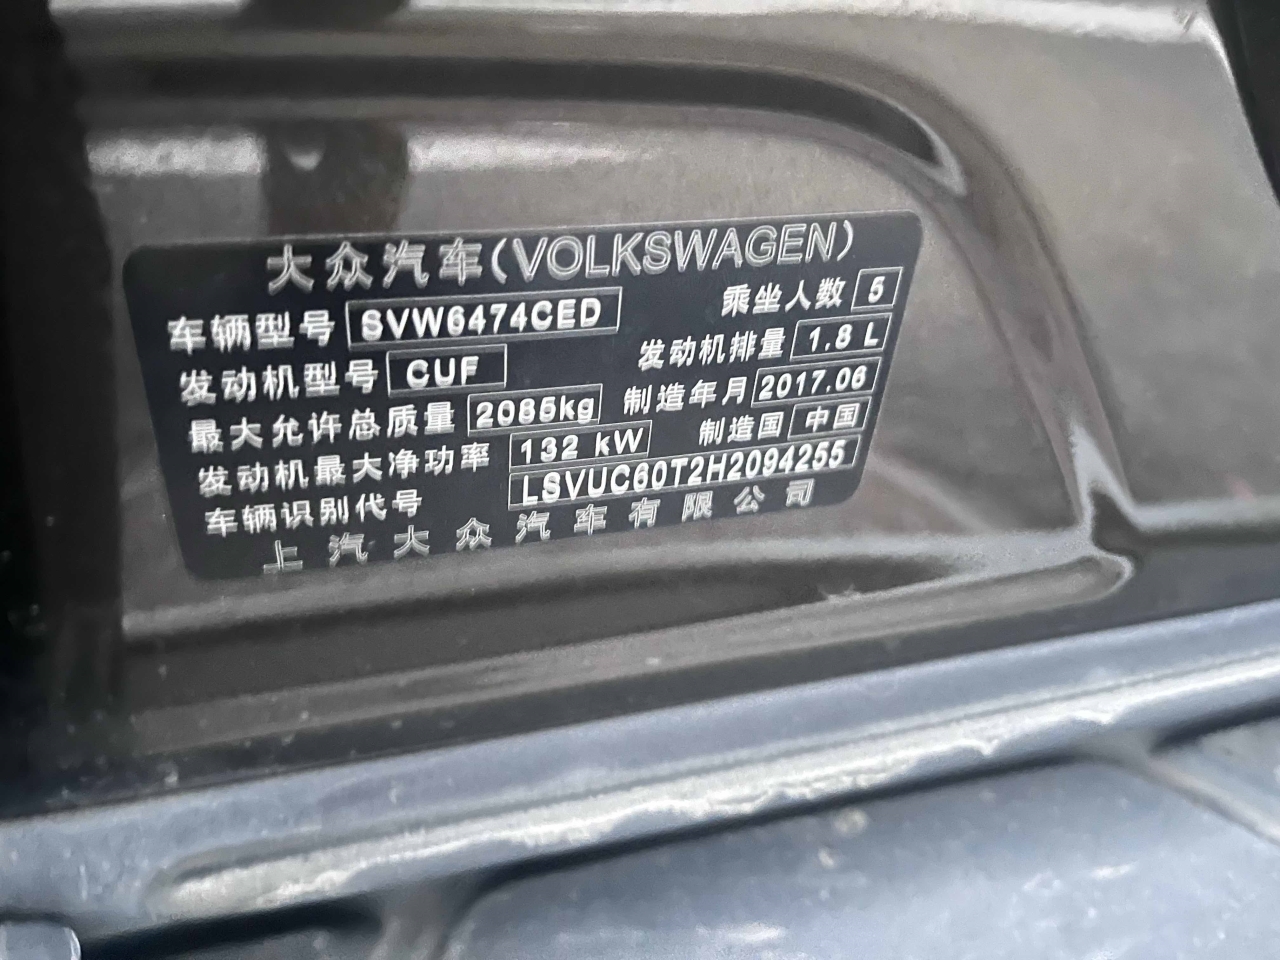 大众汽车(VOLKSWAGEN)
车辆型号 SVW6474CED 乘坐人数 5
发动机型号 CUF 发动机排量 1.8 L
最大允许总质量 2085kg 制造年月 2017.06
发动机最大净功率 132 kW 制造国 中国
车辆识别代号 LSVUC60T2H2094255
上汽大众汽车有限公司